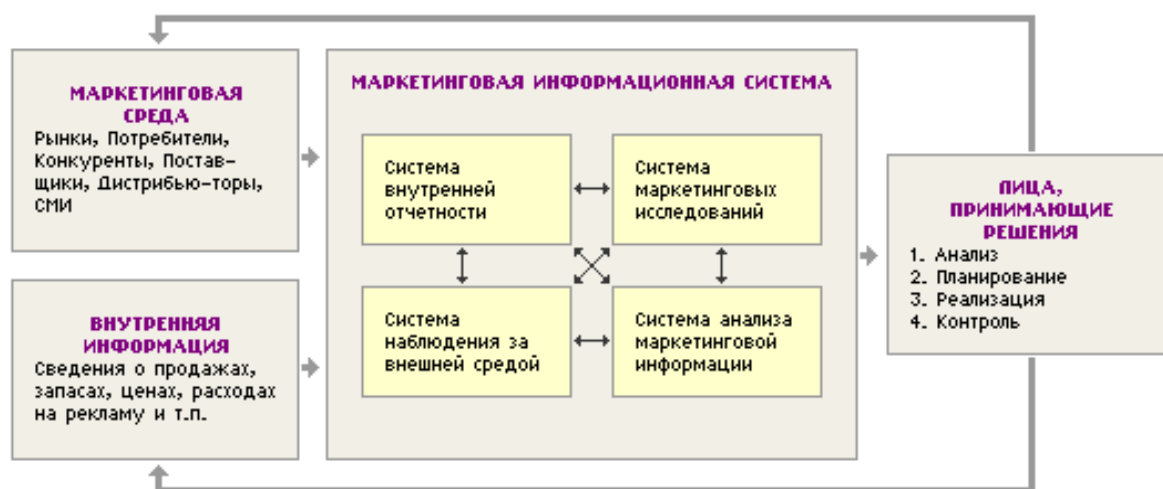 МАРКЕТИНГОВАЯ
СРЕДА
Рынки, Потребители,
Конкуренты, Постав-
щики, Дистрибью-торы,
СМИ
ВНУТРЕННЯЯ
ИНФОРМАЦИЯ
Сведения о продажах,
запасах, ценах, расходах
на рекламу и т.п.
МАРКЕТИНГОВАЯ ИНФОРМАЦИОННАЯ СИСТЕМА
Система
внутренней
отчетности
Система
маркетинговых
исследований
Система
наблюдения за
внешней средой
Система анализа
маркетинговой
информации
ЛИЦА,
ПРИНИМАЮЩИЕ
РЕШЕНИЯ
1. Анализ
2. Планирование
3. Реализация
4. Контроль